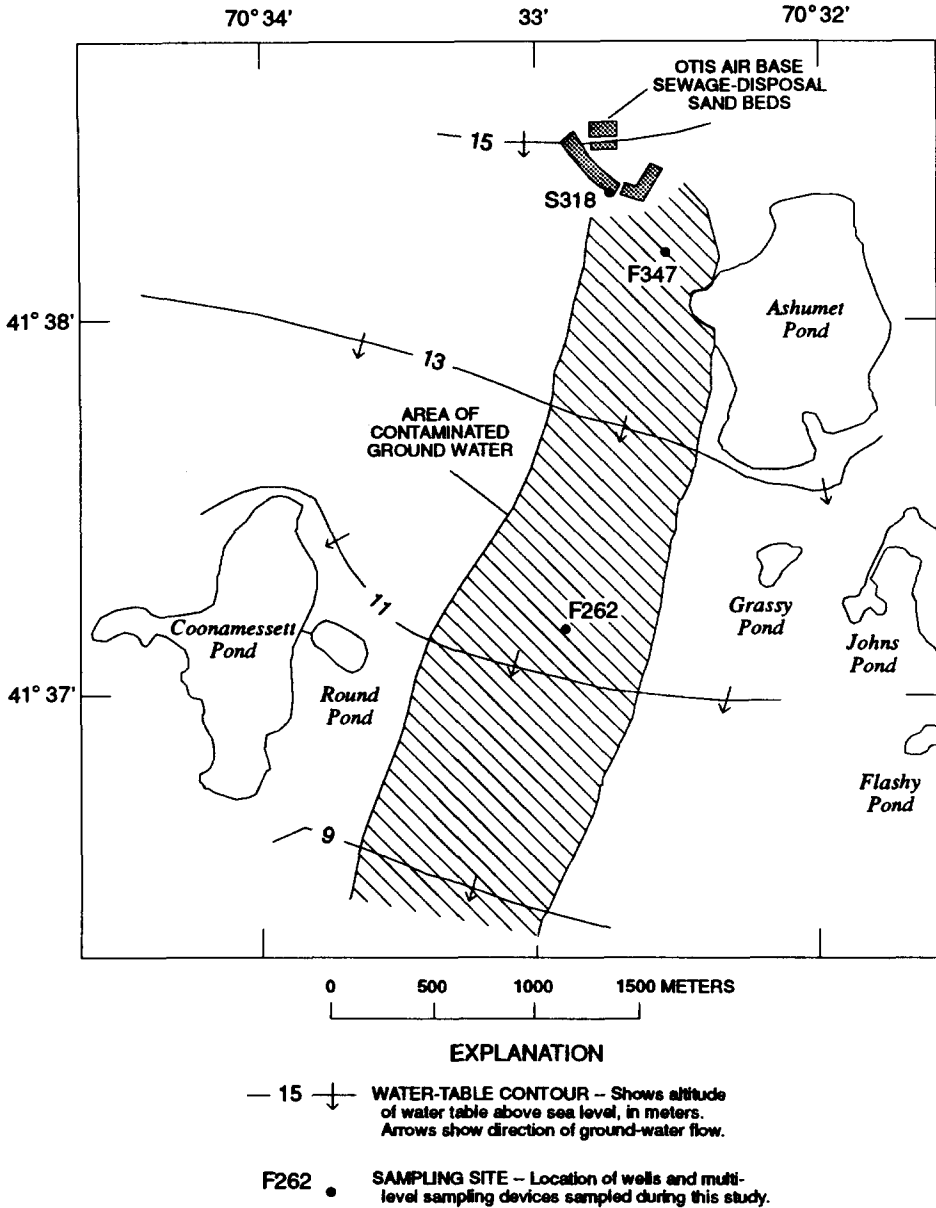 70° 34'
33'
70° 32'
OTIS AIR BASE
SEWAGE-DISPOSAL
SAND BEDS
15
S318
F347
Ashumet
Pond
41° 38'
13
AREA OF
CONTAMINATED
GROUND WATER
11
F262
Grassy
Pond
Coonamessett
Pond
Johns
Pond
41° 37'
Round
Pond
Flashy
Pond
9
0 500 1000 1500 METERS
EXPLANATION
— 15 — WATER-TABLE CONTOUR – Shows altitude
of water table above sea level, in meters.
Arrows show direction of ground-water flow.
F262 SAMPLING SITE – Location of wells and multi-
level sampling devices sampled during this study.